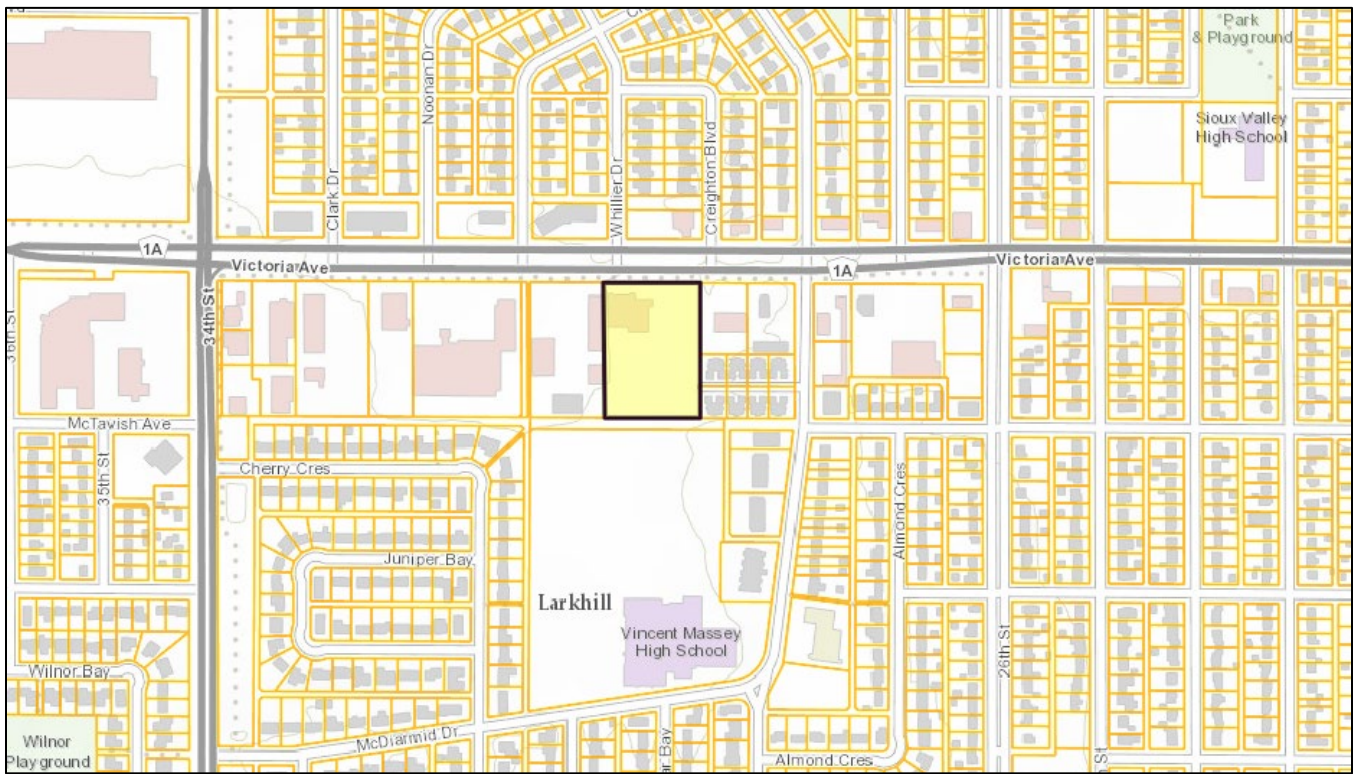 Park
& Playground
Noonan Dr
Sioux Valley
High School
Clark Dr
Whillier Dr
Creighton Blvd
1A
Victoria Ave
1A
Victoria Ave
36th St
34th St
McTavish Ave
35th St
Cherry Cres
Almond Cres
Juniper Bay
Larkhill
Vincent Massey
High School
26th St
Wilnor Bay
McDiarmid Dr
Wilnor
Playground
Almond Cres